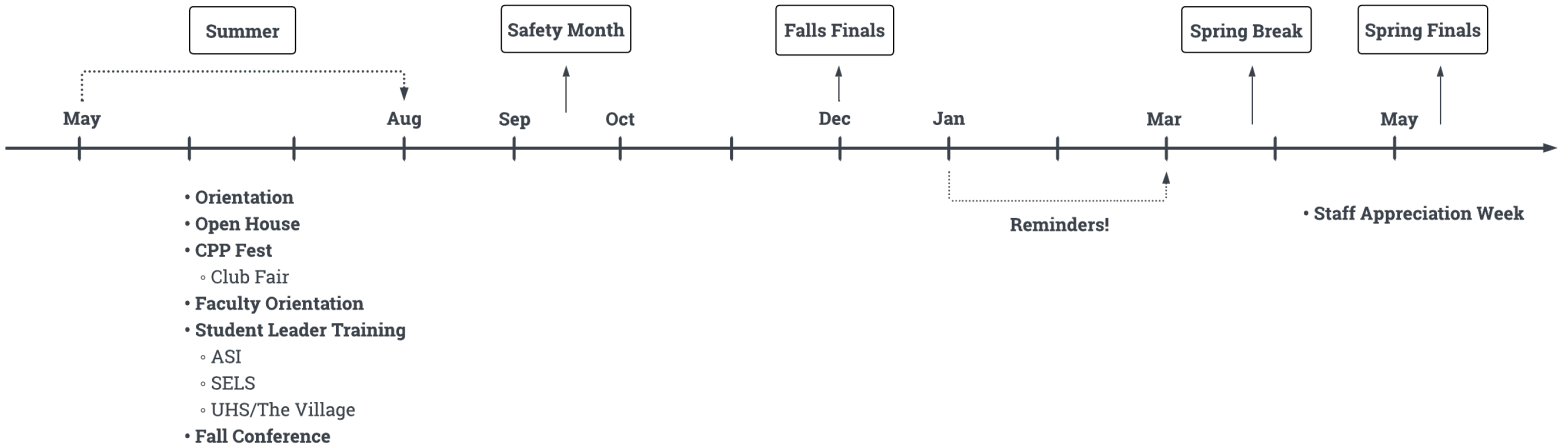 Summer
Safety Month
Falls Finals
Spring Break
Spring Finals
May
Aug
Sep
Oct
Dec
Jan
Mar
May
• Orientation
• Open House
• CPP Fest
◦ Club Fair
• Faculty Orientation
• Student Leader Training
◦ ASI
◦ SELS
◦ UHS/The Village
• Fall Conference
Reminders!
• Staff Appreciation Week